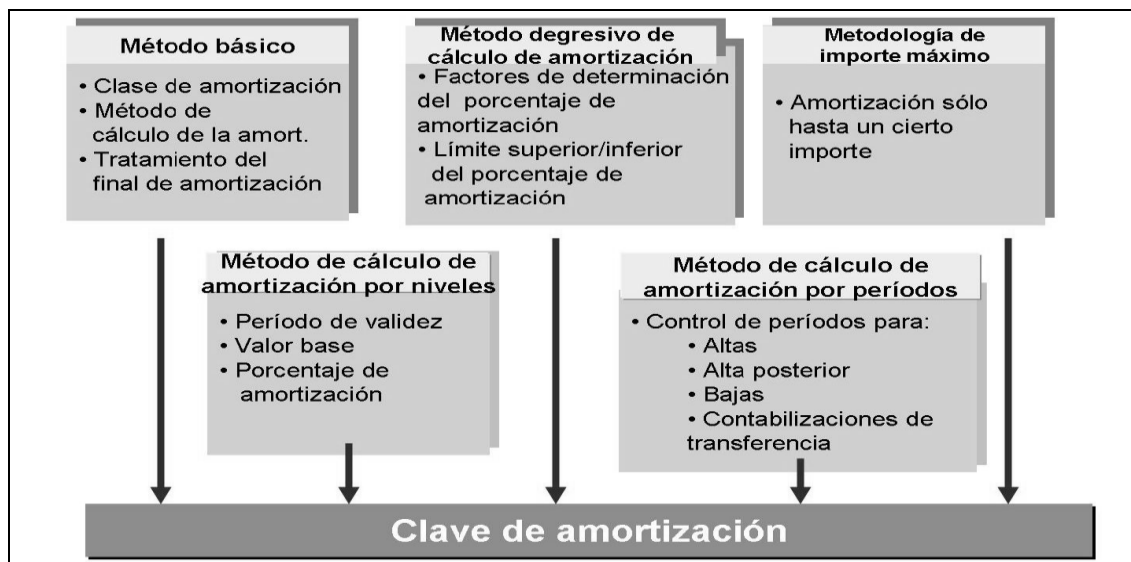 Método básico
• Clase de amortización
• Método de
cálculo de la amort.
• Tratamiento del
final de amortización
Método degresivo de
cálculo de amortización
• Factores de determinación
del porcentaje de
amortización
• Límite superior/inferior
del porcentaje de
amortización
Metodología de
importe máximo
• Amortización sólo
hasta un cierto
importe
Método de cálculo de
amortización por niveles
• Período de validez
• Valor base
• Porcentaje de
amortización
Método de cálculo de
amortización por períodos
• Control de períodos para:
• Altas
• Alta posterior
• Bajas
• Contabilizaciones de
transferencia
Clave de amortización